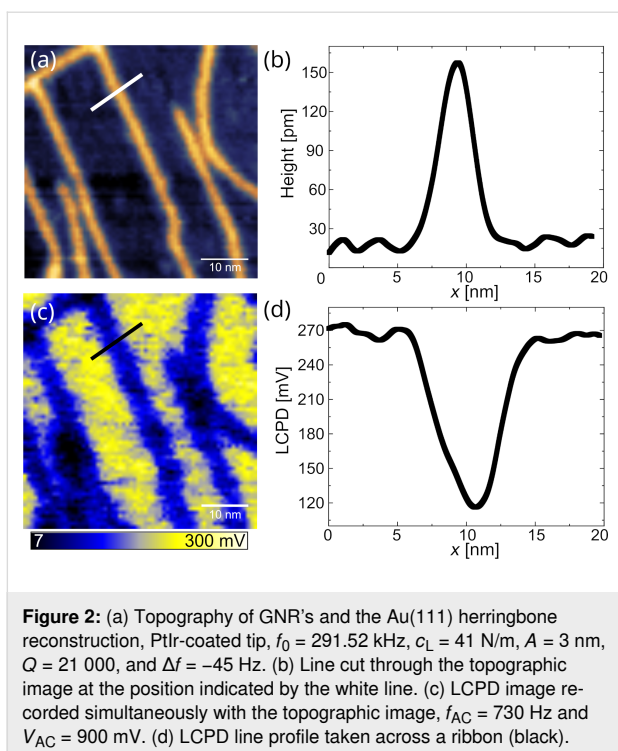 (a)
10 nm
(b)
Height [pm]
150
120
90
60
30
0
5
10
15
20
x [nm]
(c)
10 nm
7
300 mV
(d)
LCPD [mV]
270
240
210
180
150
120
0
5
10
15
20
x [nm]
Figure 2: (a) Topography of GNR's and the Au(111) herringbone
reconstruction, PtIr-coated tip, f0 = 291.52 kHz, cL = 41 N/m, A = 3 nm,
Q = 21 000, and Δf = −45 Hz. (b) Line cut through the topographic
image at the position indicated by the white line. (c) LCPD image re-
corded simultaneously with the topographic image, fAC = 730 Hz and
VAC = 900 mV. (d) LCPD line profile taken across a ribbon (black).